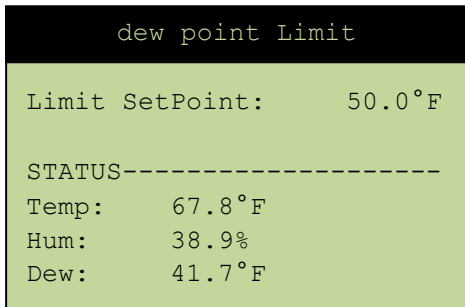 dew point Limit
Limit SetPoint: 50.0°F
STATUS---------------------
Temp: 67.8°F
Hum: 38.9%
Dew: 41.7°F